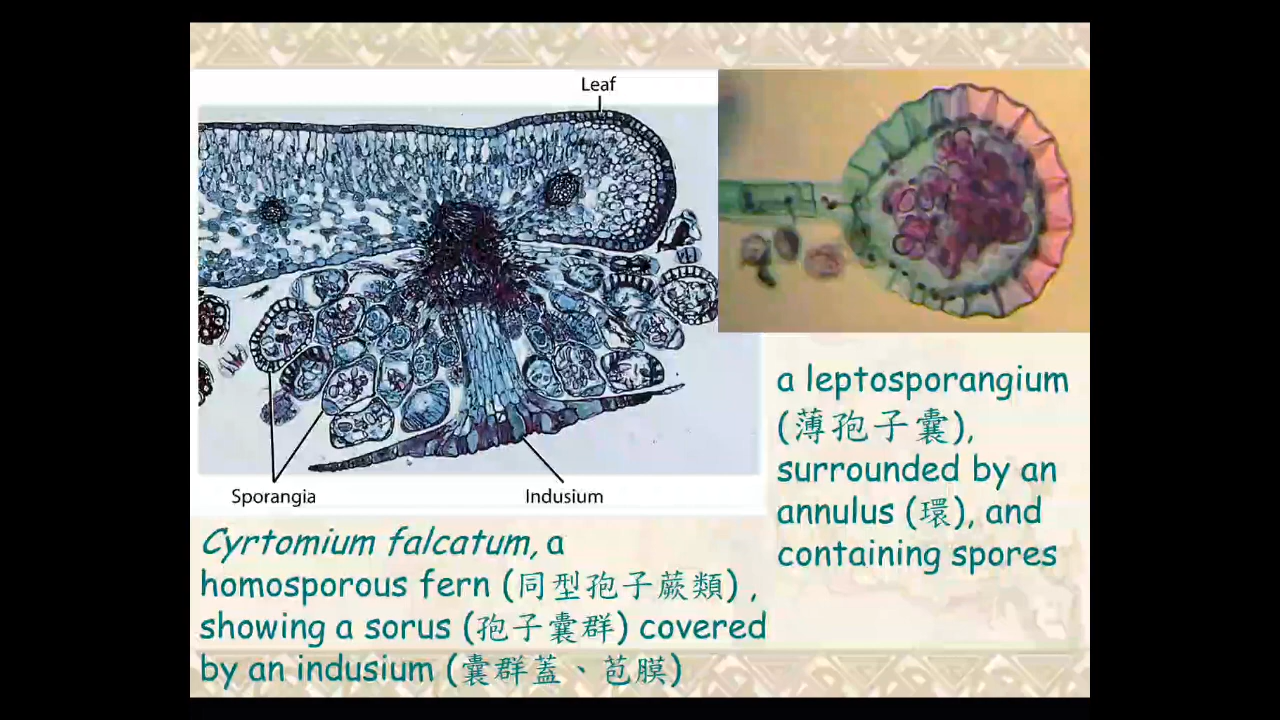 Leaf
Sporangia
Indusium
a leptosporangium
(薄孢子囊),
surrounded by an
annulus (環), and
containing spores
Cyrtomium falcatum, a
homosporous fern (同型孢子蕨類) ,
showing a sorus (孢子囊群) covered
by an indusium (囊群蓋、苞膜)